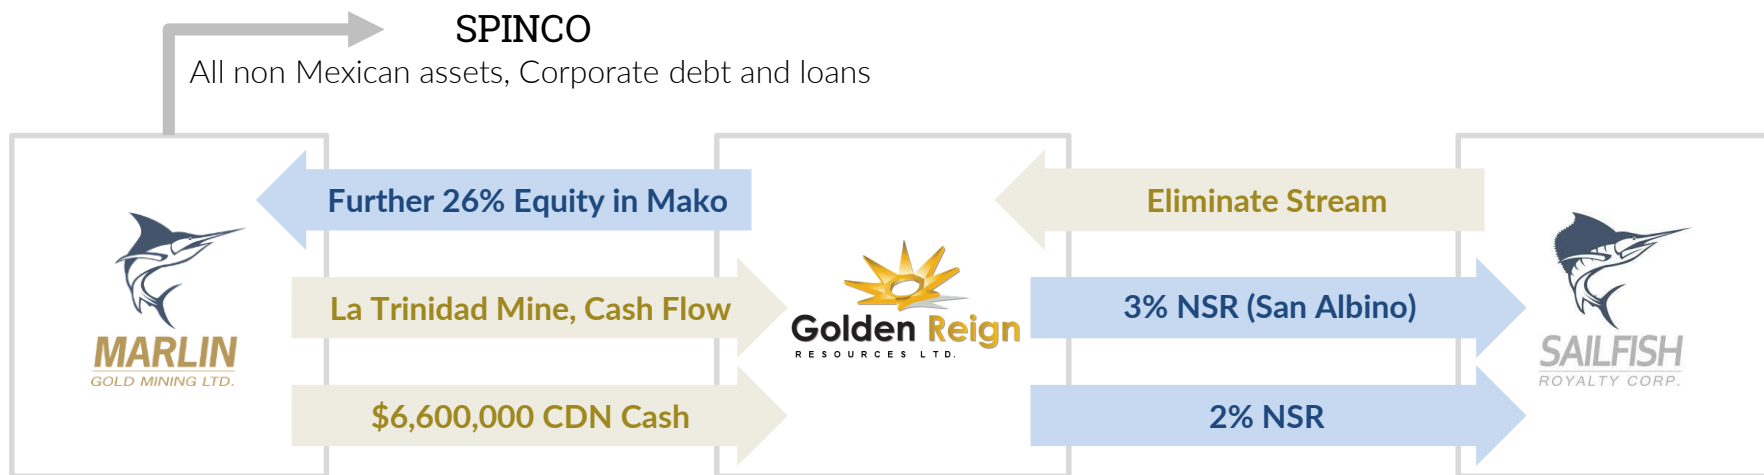 SPINCO
All non Mexican assets, Corporate debt and loans
Further 26% Equity in Mako
Eliminate Stream
La Trinidad Mine, Cash Flow
3% NSR (San Albino)
$6,600,000 CDN Cash
2% NSR
MARLIN
GOLD MINING LTD.
Golden Reign
RESOURCES LTD.
SAILFISH
ROYALTY CORP.